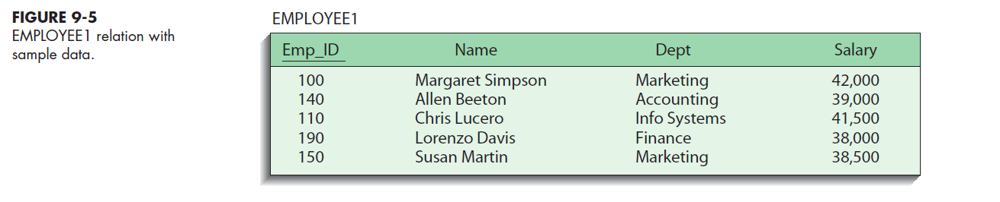 FIGURE 9-5
EMPLOYEE1 relation with
sample data.
EMPLOYEE1
Emp_ID Name Dept Salary
100 Margaret Simpson Marketing 42,000
140 Allen Beeton Accounting 39,000
110 Chris Lucero Info Systems 41,500
190 Lorenzo Davis Finance 38,000
150 Susan Martin Marketing 38,500